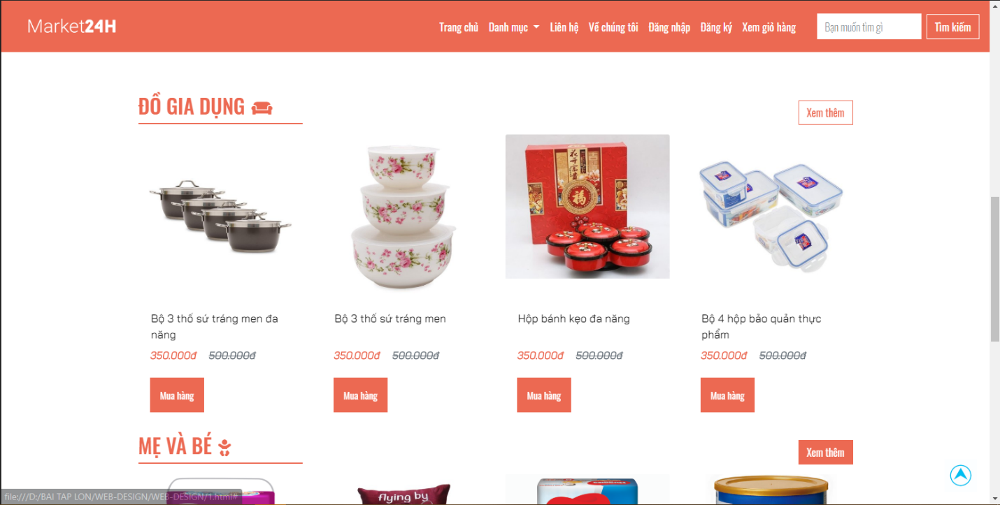 Market24H
Trang chủ Danh mục Liên hệ Về chúng tôi Đăng nhập Đăng ký Xem giỏ hàng Bạn muốn tìm gì Tìm kiếm
ĐỒ GIA DỤNG
Xem thêm
花开富贵
福
Bộ 3 thố sứ tráng men đa
năng
350.000đ 500.000đ
Mua hàng
Bộ 3 thố sứ tráng men
350.000đ 500.000đ
Mua hàng
Hộp bánh kẹo đa năng
350.000đ 500.000đ
Mua hàng
Bộ 4 hộp bảo quản thực
phẩm
350.000đ 500.000đ
Mua hàng
MẸ VÀ BÉ
Xem thêm
flying by
file:///D:/BAI TAP LON/WEB-DESIGN/WEB-DESIGN/1.html#